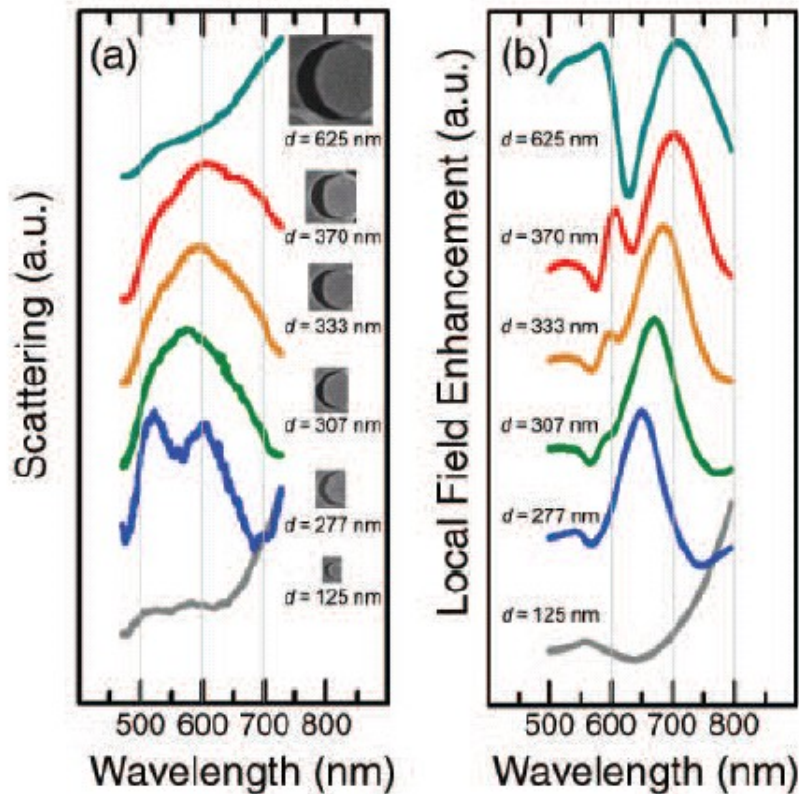 (a)
Scattering (a.u.)
d = 625 nm
d = 370 nm
d = 333 nm
d = 307 nm
d = 277 nm
d = 125 nm
500 600 700 800
Wavelength (nm)
(b)
Local Field Enhancement (a.u.)
d = 625 nm
d = 370 nm
d = 333 nm
d = 307 nm
d = 277 nm
d = 125 nm
500 600 700 800
Wavelength (nm)